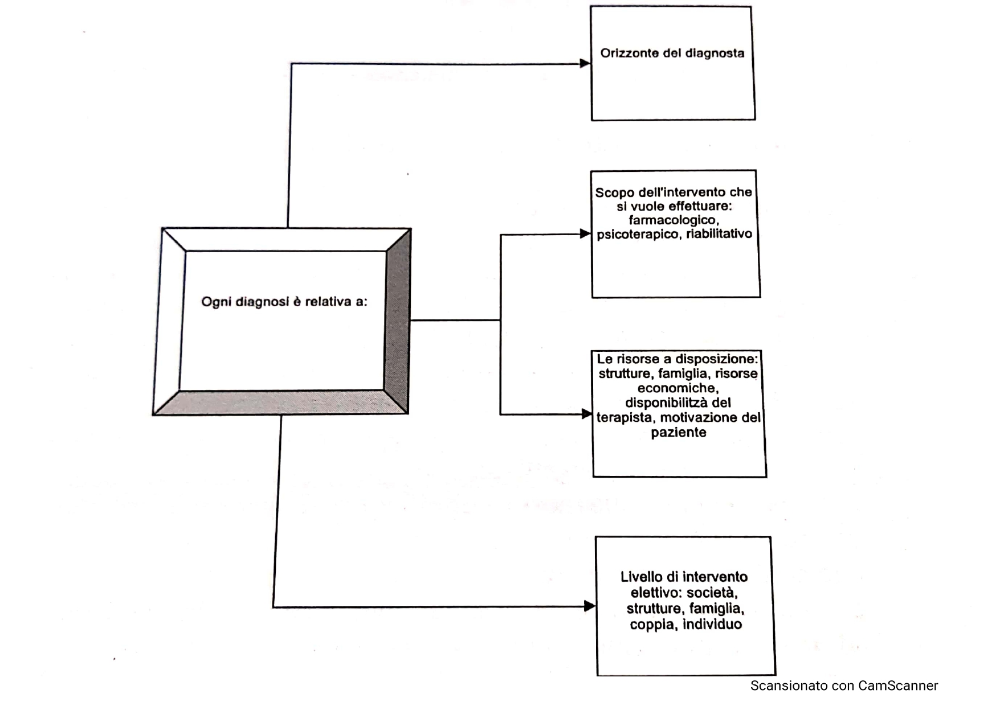 Orizzonte del diagnosta
Scopo dell'intervento che
si vuole effettuare:
farmacologico,
psicoterapico, riabilitativo
Ogni diagnosi è relativa a:
Le risorse a disposizione:
strutture, famiglia, risorse
economiche,
disponibilitzà del
terapista, motivazione del
paziente
Livello di intervento
elettivo: società,
strutture, famiglia,
coppia, individuo
Scansionato con CamScanner